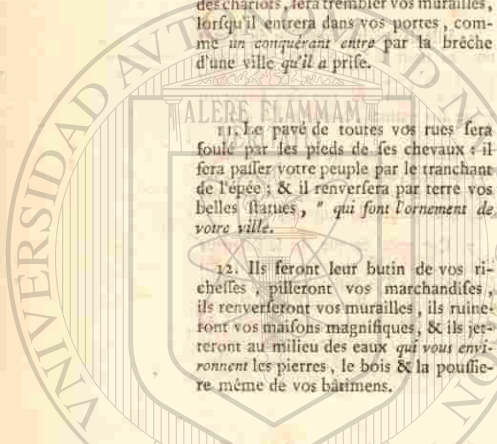 des chariots, fera trembler vos murailles,
lorſqu'il entrera dans vos portes, com-
me un conquérant entre par la brêche
d'une ville qu'il a priſe.
ALERE FLAMMAM
11. Le pavé de toutes vos rues ſera
foulé par les pieds de ſes chevaux : il
fera paſſer votre peuple par le tranchant
de l'épée ; & il renverſera par terre vos
belles ſtatues, " qui font l'ornement de
votre ville.
12. Ils feront leur butin de vos ri-
cheſſes, pilleront vos marchandiſes,
ils renverſeront vos murailles, ils ruine-
ront vos maiſons magnifiques, & ils jet-
teront au milieu des eaux qui vous envi-
ronnent les pierres, le bois & la pouſſie-
re même de vos bâtimens.